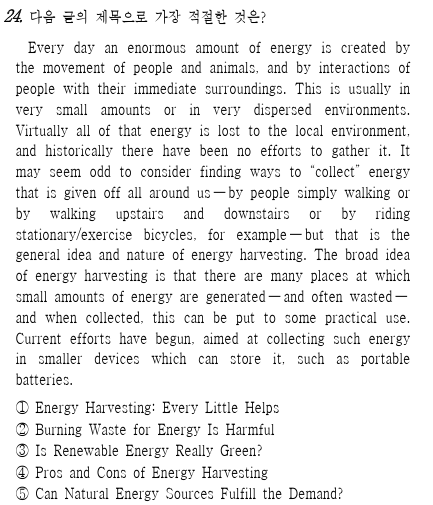 24. 다음 글의 제목으로 가장 적절한 것은?
Every day an enormous amount of energy is created by
the movement of people and animals, and by interactions of
people with their immediate surroundings. This is usually in
very small amounts or in very dispersed environments.
Virtually all of that energy is lost to the local environment,
and historically there have been no efforts to gather it. It
may seem odd to consider finding ways to “collect” energy
that is given off all around us—by people simply walking or
by walking upstairs and downstairs or by riding
stationary/exercise bicycles, for example—but that is the
general idea and nature of energy harvesting. The broad idea
of energy harvesting is that there are many places at which
small amounts of energy are generated—and often wasted—
and when collected, this can be put to some practical use.
Current efforts have begun, aimed at collecting such energy
in smaller devices which can store it, such as portable
batteries.
① Energy Harvesting: Every Little Helps
② Burning Waste for Energy Is Harmful
③ Is Renewable Energy Really Green?
④ Pros and Cons of Energy Harvesting
⑤ Can Natural Energy Sources Fulfill the Demand?